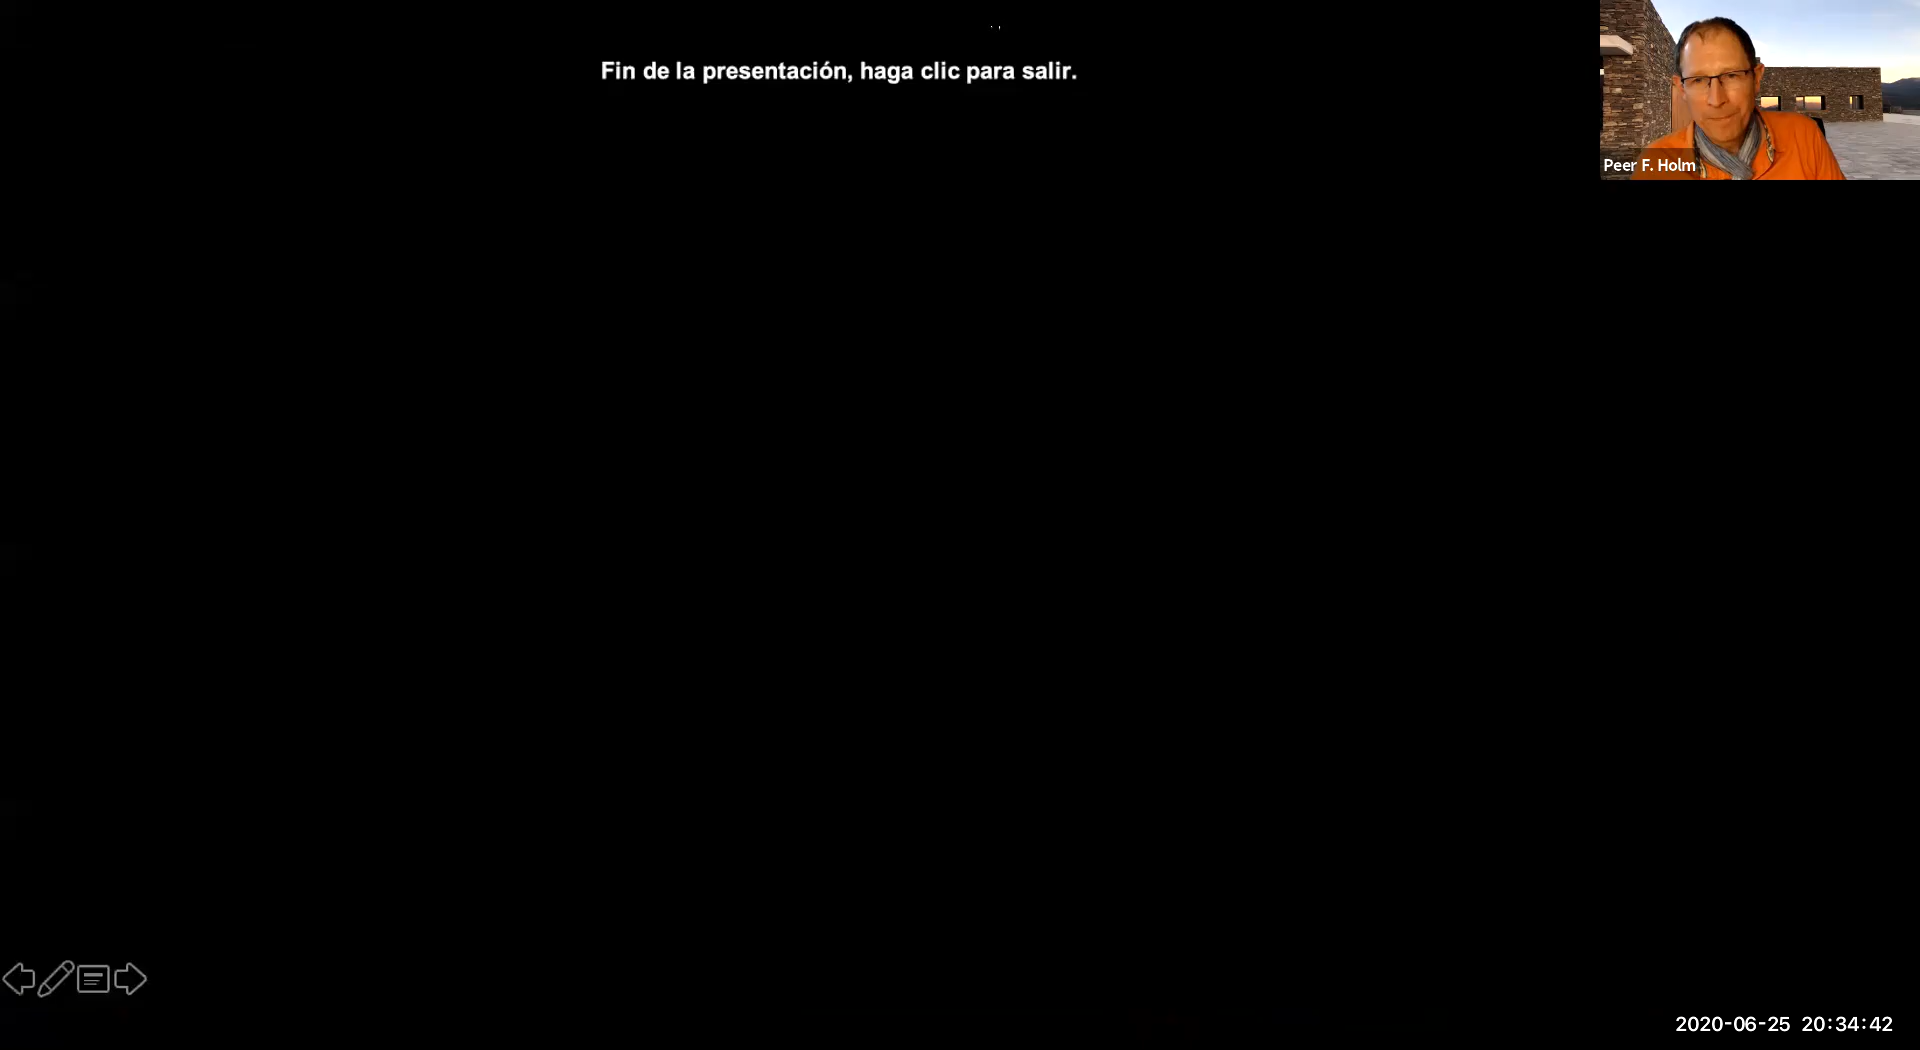 Fin de la presentación, haga clic para salir.
Peer F. Holm
2020-06-25 20:34:42